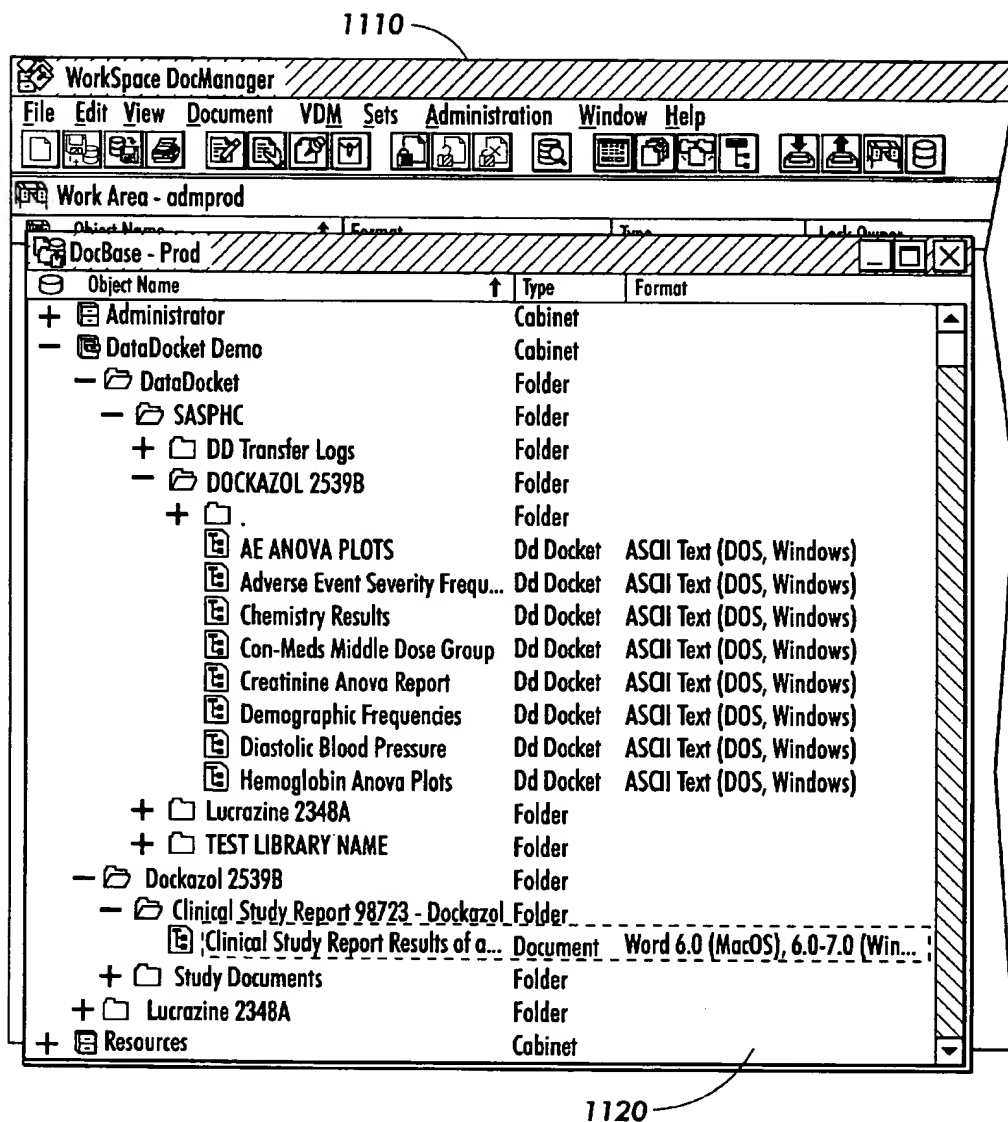 1110
WorkSpace DocManager
File Edit View Document VDM Sets Administration Window Help
Work Area - admprod
Object Name Format Type Lock Owner
DocBase - Prod
Object Name Type Format
+ Administrator Cabinet
— DataDocket Demo Cabinet
— DataDocket Folder
— SASPHC Folder
+ DD Transfer Logs Folder
— DOCKAZOL 2539B Folder
+ . Folder
AE ANOVA PLOTS Dd Docket ASCII Text (DOS, Windows)
Adverse Event Severity Frequ... Dd Docket ASCII Text (DOS, Windows)
Chemistry Results Dd Docket ASCII Text (DOS, Windows)
Con-Meds Middle Dose Group Dd Docket ASCII Text (DOS, Windows)
Creatinine Anova Report Dd Docket ASCII Text (DOS, Windows)
Demographic Frequencies Dd Docket ASCII Text (DOS, Windows)
Diastolic Blood Pressure Dd Docket ASCII Text (DOS, Windows)
Hemoglobin Anova Plots Dd Docket ASCII Text (DOS, Windows)
+ Lucrazine 2348A Folder
+ TEST LIBRARY NAME Folder
— Dockazol 2539B Folder
— Clinical Study Report 98723 - Dockazol Folder
Clinical Study Report Results of a... Document Word 6.0 (MacOS), 6.0-7.0 (Win...
+ Study Documents Folder
+ Lucrazine 2348A Folder
+ Resources Cabinet
1120